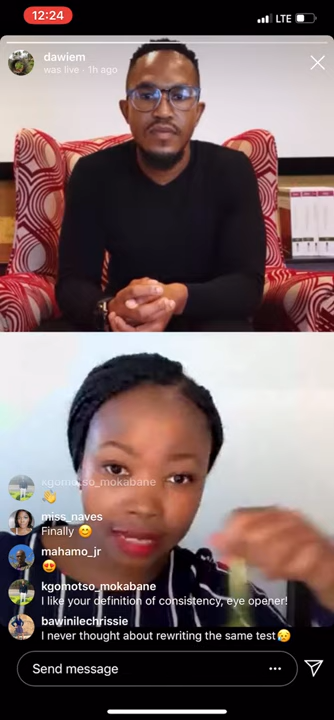 12:24
LTE
dawiem
was live · 1h ago
kgomotso_mokabane
👏
miss_naves
Finally 😊
mahamo_jr
😍
kgomotso_mokabane
I like your definition of consistency, eye opener!
bawinilechrissie
I never thought about rewriting the same test😢
Send message